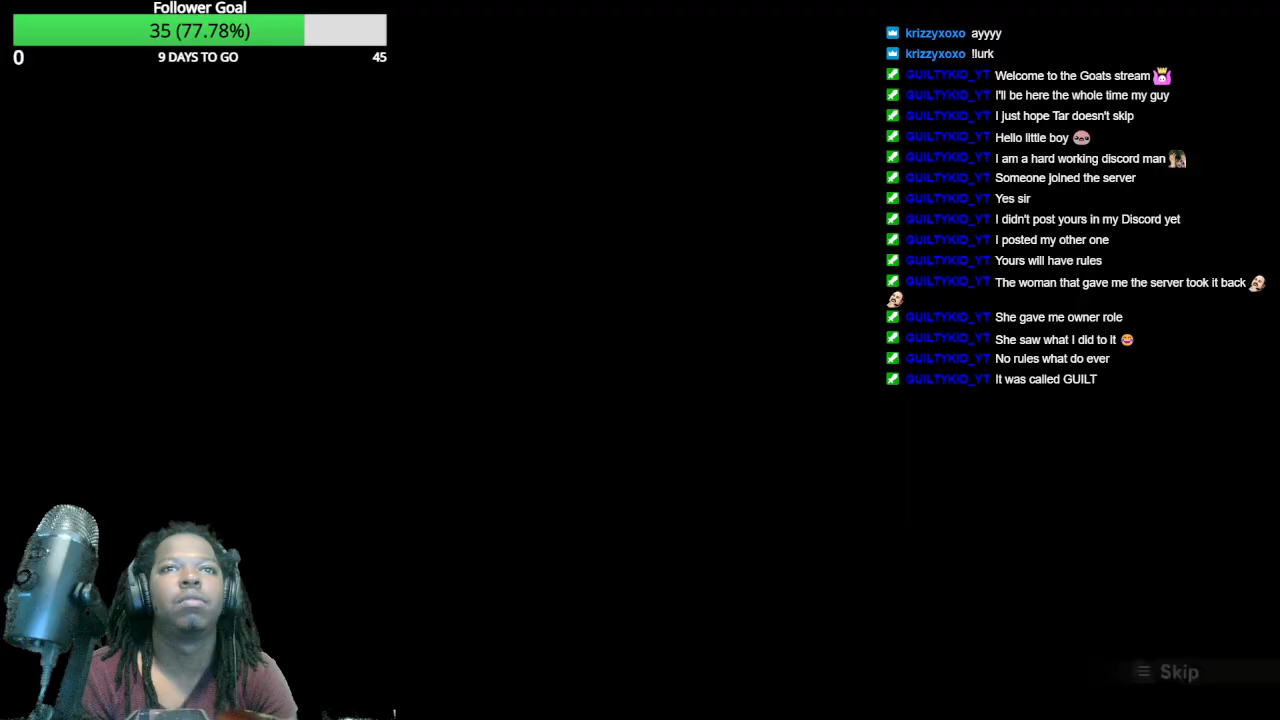 Follower Goal
35 (77.78%)
0 9 DAYS TO GO 45
krizzyxoxo ayyyy
krizzyxoxo !lurk
GUILTYKID_YT Welcome to the Goats stream
GUILTYKID_YT I'll be here the whole time my guy
GUILTYKID_YT I just hope Tar doesn't skip
GUILTYKID_YT Hello little boy
GUILTYKID_YT I am a hard working discord man
GUILTYKID_YT Someone joined the server
GUILTYKID_YT Yes sir
GUILTYKID_YT I didn't post yours in my Discord yet
GUILTYKID_YT I posted my other one
GUILTYKID_YT Yours will have rules
GUILTYKID_YT The woman that gave me the server took it back
GUILTYKID_YT She gave me owner role
GUILTYKID_YT She saw what I did to it
GUILTYKID_YT No rules what do ever
GUILTYKID_YT It was called GUILT
Skip